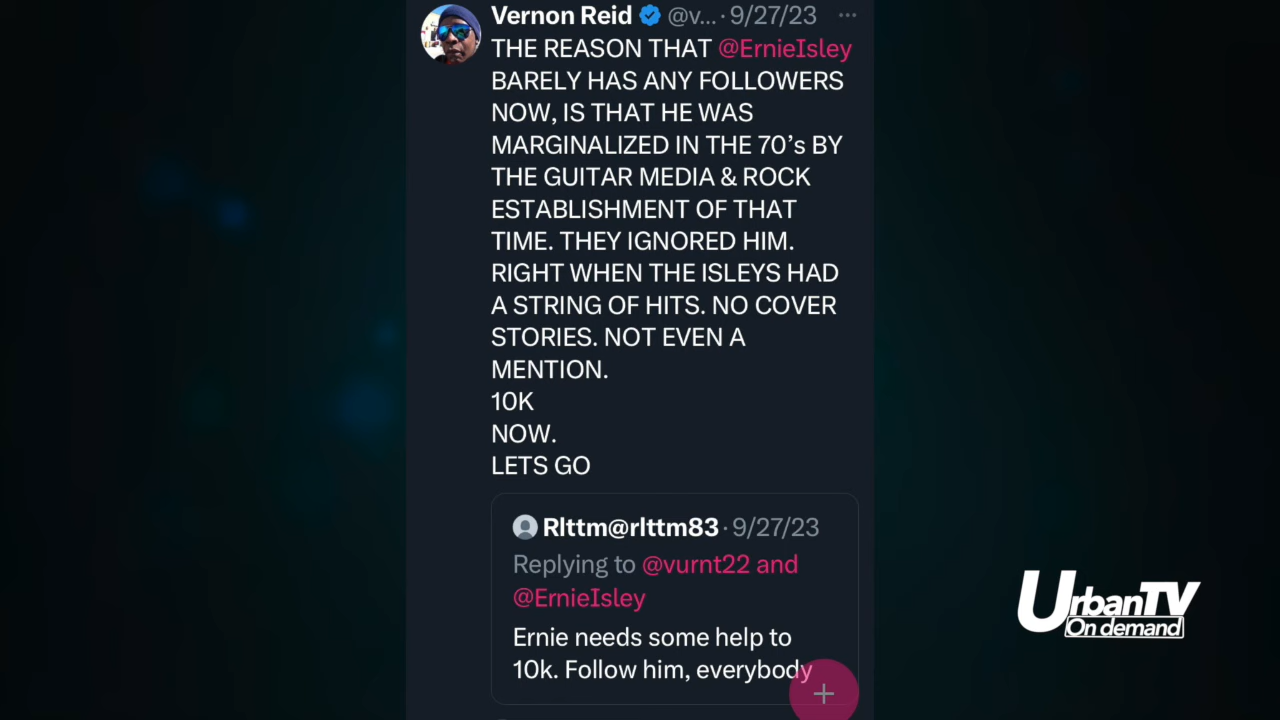 Vernon Reid @v... · 9/27/23 ···
THE REASON THAT @ErnieIsley
BARELY HAS ANY FOLLOWERS
NOW, IS THAT HE WAS
MARGINALIZED IN THE 70’s BY
THE GUITAR MEDIA & ROCK
ESTABLISHMENT OF THAT
TIME. THEY IGNORED HIM.
RIGHT WHEN THE ISLEYS HAD
A STRING OF HITS. NO COVER
STORIES. NOT EVEN A
MENTION.
10K
NOW.
LETS GO
Rlttm@rlttm83 · 9/27/23
Replying to @vurnt22 and
@ErnieIsley
Ernie needs some help to
10k. Follow him, everybody
UrbanTV
On demand